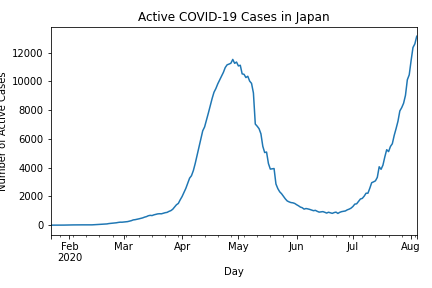 Active COVID-19 Cases in Japan
Number of Active Cases
12000
10000
8000
6000
4000
2000
0
Feb Mar Apr May Jun Jul Aug
2020
Day